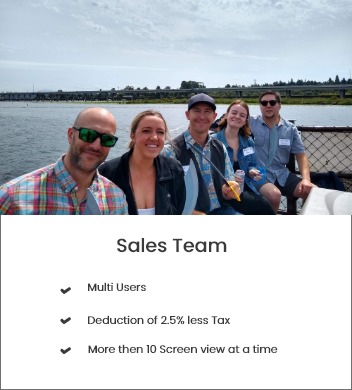 Sales Team
Multi Users
Deduction of 2.5% less Tax
More then 10 Screen view at a time